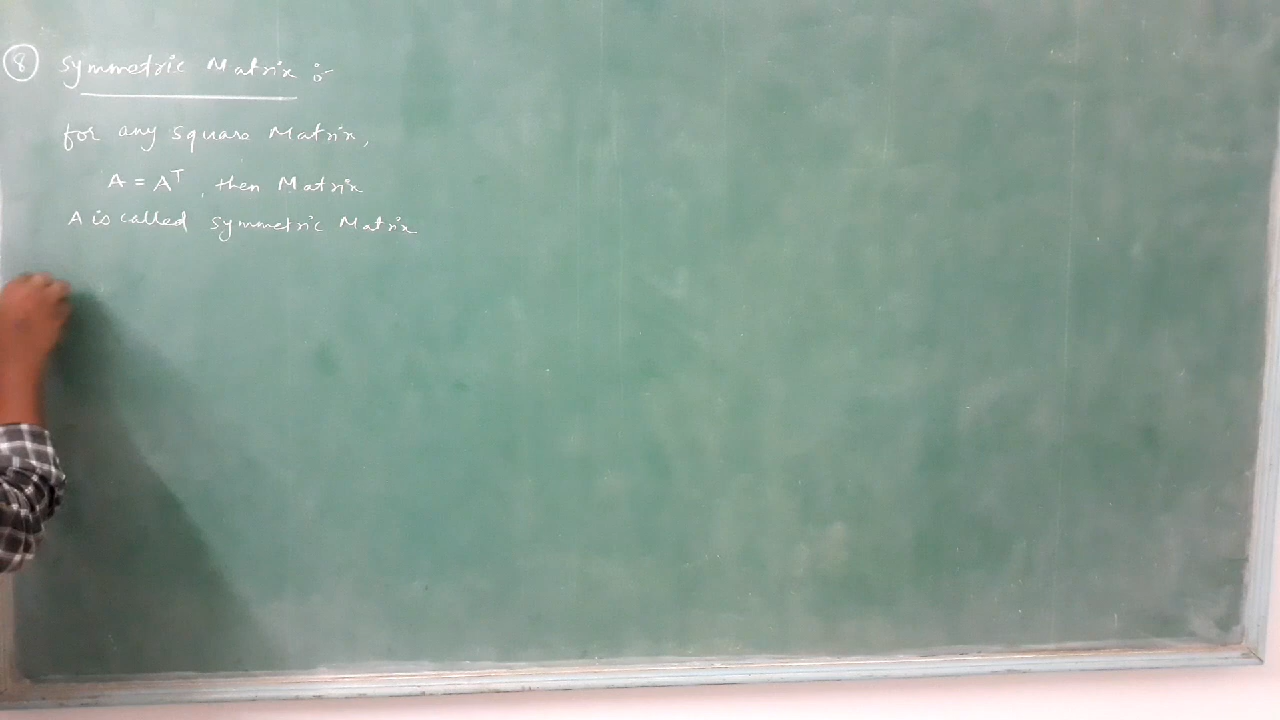 ⑧ Symmetric Matrix :-
for any square Matrix,
A = Aᵀ, then Matrix
A is called symmetric Matrix